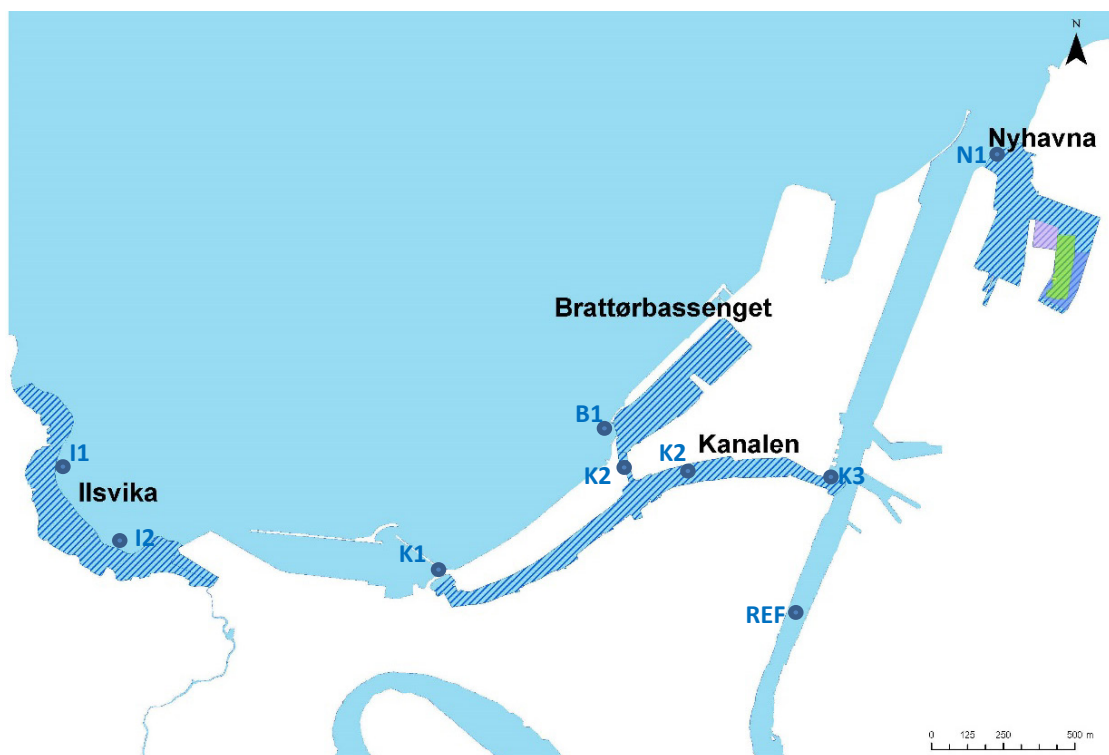 N
Nyhavna
N1
Brattørbassenget
B1
Kanalen
K2
K2
K3
I1
Ilsvika
I2
K1
REF
0 125 250 500 m